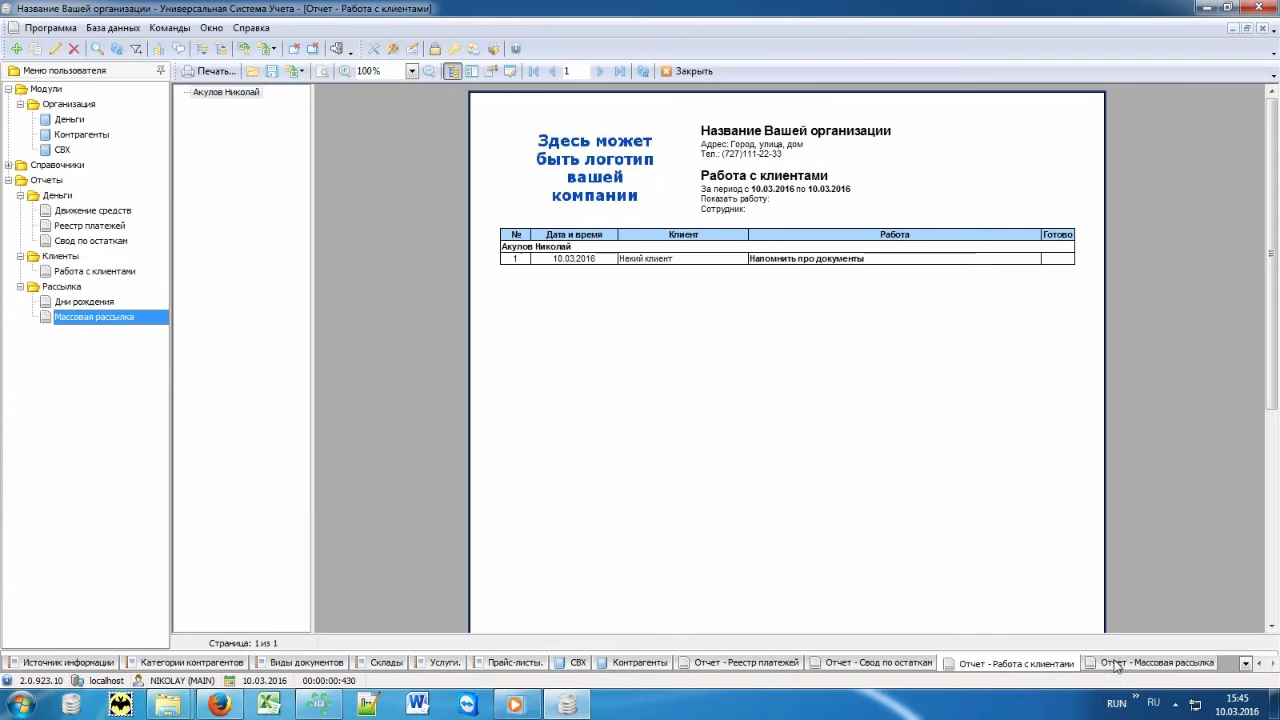 Название Вашей организации - Универсальная Система Учета - [Отчет - Работа с клиентами]
Программа База данных Команды Окно Справка
Меню пользователя
Печать... 100% 1 Закрыть
Модули
Организация
Деньги
Контрагенты
СВХ
Справочники
Отчеты
Деньги
Движение средств
Реестр платежей
Свод по остаткам
Клиенты
Работа с клиентами
Рассылка
Дни рождения
Массовая рассылка
Акулов Николай
Здесь может
быть логотип
вашей
компании
Название Вашей организации
Адрес: Город, улица, дом
Тел.: (727)111-22-33
Работа с клиентами
За период с 10.03.2016 по 10.03.2016
Показать работу:
Сотрудник:
№ Дата и время Клиент Работа Готово
Акулов Николай
1 10.03.2016 Некий клиент Напомнить про документы
Страница: 1 из 1
Источник информации Категории контрагентов Виды документов Склады Услуги. Прайс-листы. СВХ Контрагенты Отчет - Реестр платежей Отчет - Свод по остаткам Отчет - Работа с клиентами Отчет - Массовая рассылка
2.0.923.10 localhost NIKOLAY (MAIN) 10.03.2016 00:00:00:430
RUN RU 15:45
10.03.2016